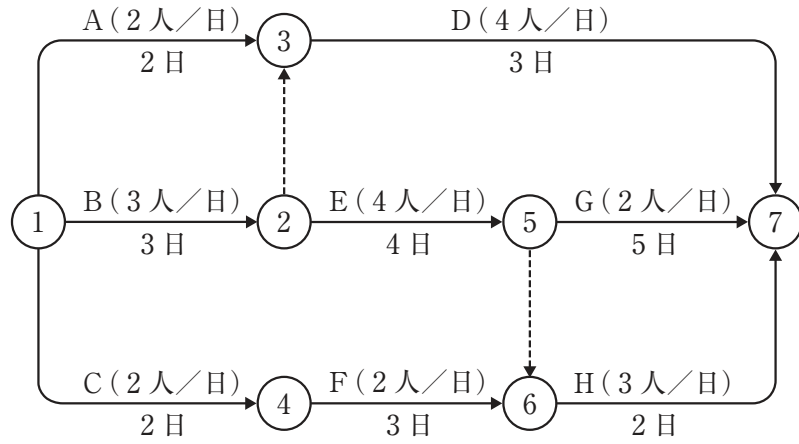 A(2人／日)
2日
3
D(4人／日)
3日
1
B(3人／日)
3日
2
E(4人／日)
4日
5
G(2人／日)
5日
7
C(2人／日)
2日
4
F(2人／日)
3日
6
H(3人／日)
2日